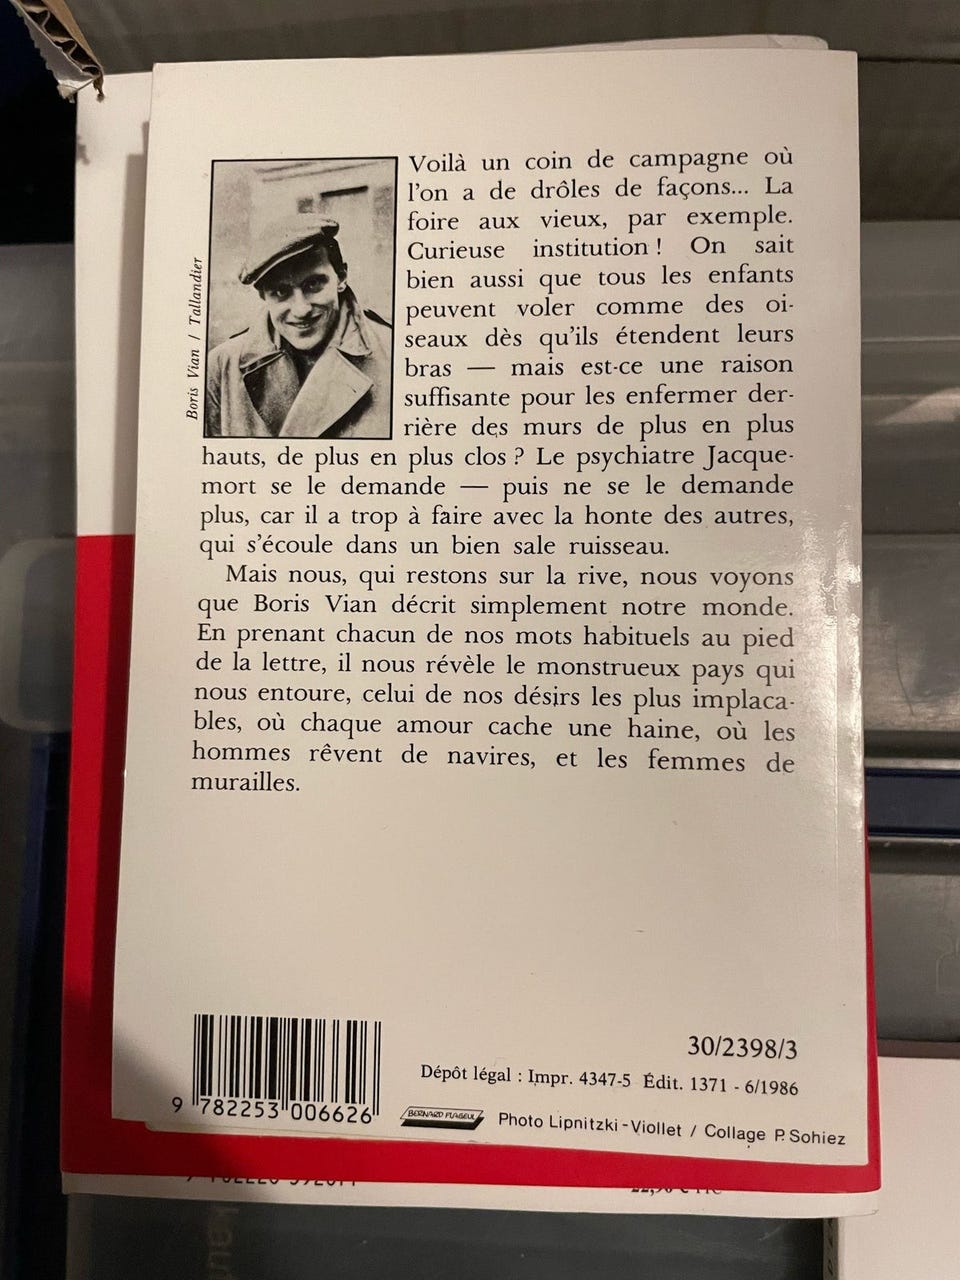 Boris Vian / Tallandier
Voilà un coin de campagne où
l'on a de drôles de façons... La
foire aux vieux, par exemple.
Curieuse institution ! On sait
bien aussi que tous les enfants
peuvent voler comme des oi-
seaux dès qu'ils étendent leurs
bras — mais est-ce une raison
suffisante pour les enfermer der-
rière des murs de plus en plus
hauts, de plus en plus clos ? Le psychiatre Jacque-
mort se le demande — puis ne se le demande
plus, car il a trop à faire avec la honte des autres,
qui s'écoule dans un bien sale ruisseau.
Mais nous, qui restons sur la rive, nous voyons
que Boris Vian décrit simplement notre monde.
En prenant chacun de nos mots habituels au pied
de la lettre, il nous révèle le monstrueux pays qui
nous entoure, celui de nos désirs les plus implaca-
bles, où chaque amour cache une haine, où les
hommes rêvent de navires, et les femmes de
murailles.
30/2398/3
Dépôt légal : Impr. 4347-5 Édit. 1371 - 6/1986
9 782253 006626
BERNARD FLAGEUL
Photo Lipnitzki-Viollet / Collage P. Sohiez